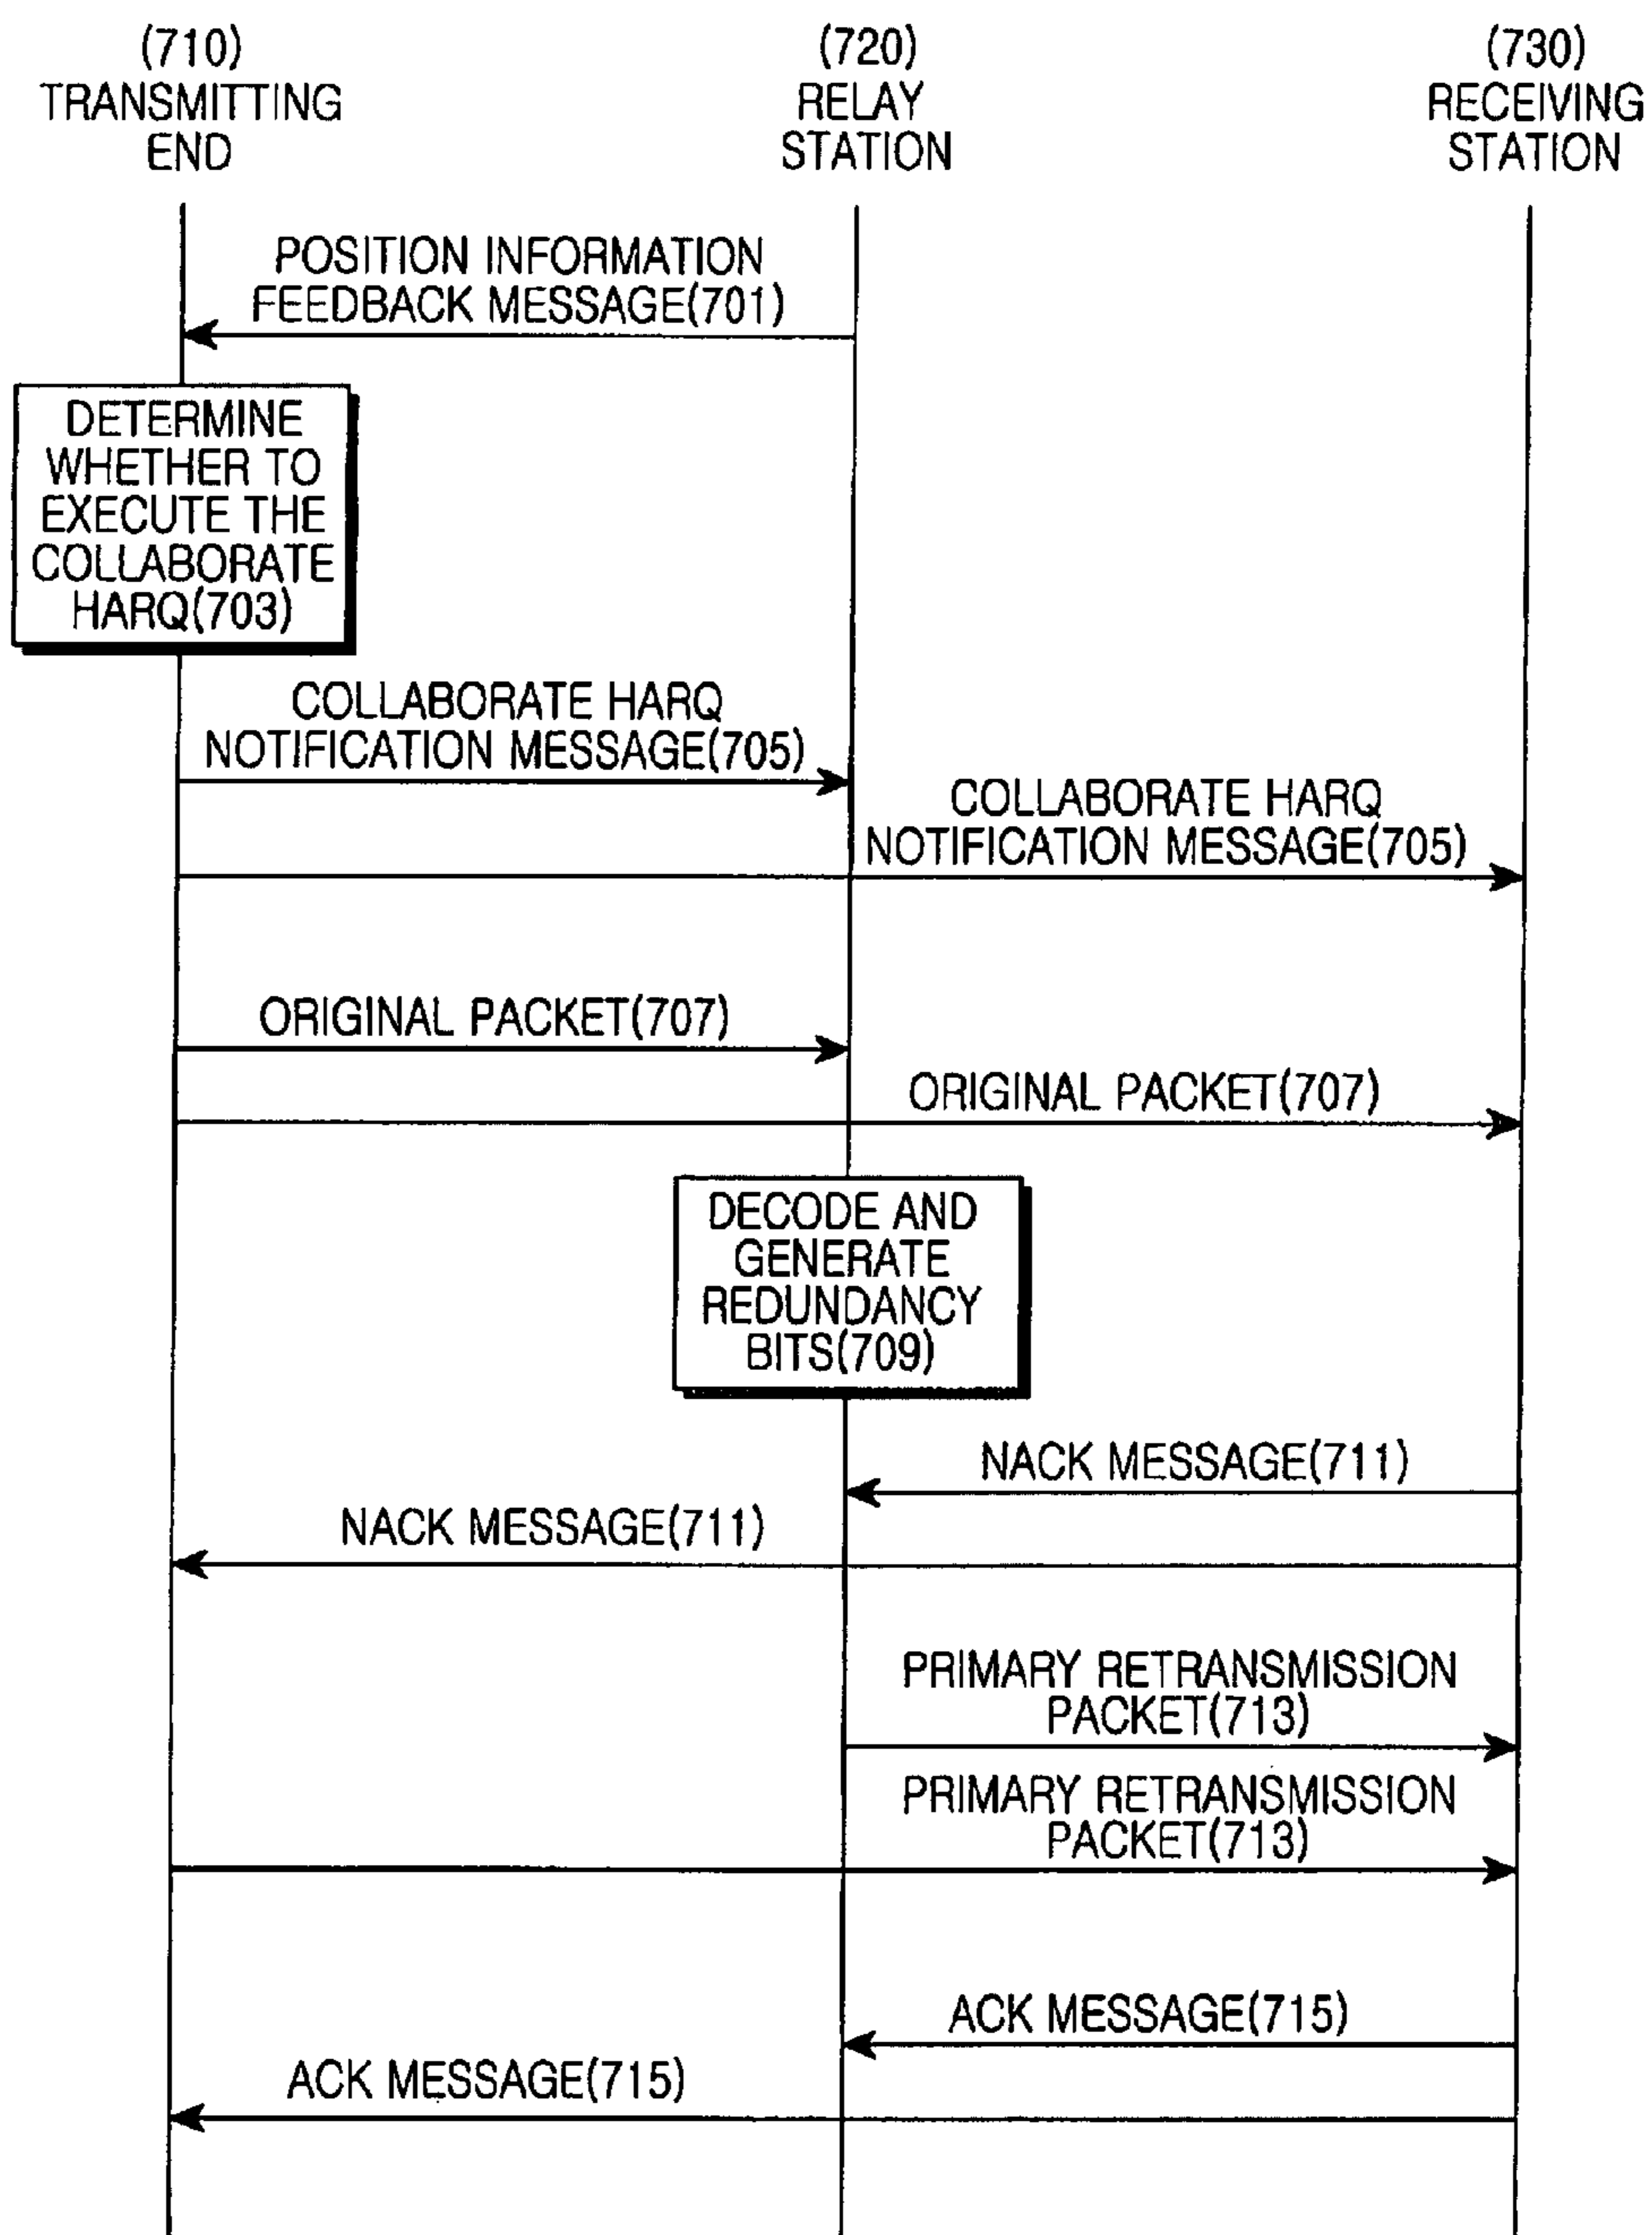 (710)
TRANSMITTING
END
(720)
RELAY
STATION
(730)
RECEIVING
STATION
POSITION INFORMATION
FEEDBACK MESSAGE(701)
DETERMINE
WHETHER TO
EXECUTE THE
COLLABORATE
HARQ(703)
COLLABORATE HARQ
NOTIFICATION MESSAGE(705)
COLLABORATE HARQ
NOTIFICATION MESSAGE(705)
ORIGINAL PACKET(707)
ORIGINAL PACKET(707)
DECODE AND
GENERATE
REDUNDANCY
BITS(709)
NACK MESSAGE(711)
NACK MESSAGE(711)
PRIMARY RETRANSMISSION
PACKET(713)
PRIMARY RETRANSMISSION
PACKET(713)
ACK MESSAGE(715)
ACK MESSAGE(715)